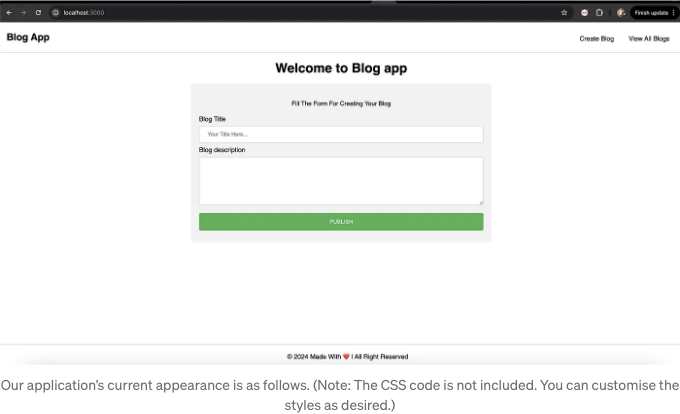 localhost:3000
Finish update
Blog App
Create Blog
View All Blogs
Welcome to Blog app
Fill The Form For Creating Your Blog
Blog Title
Your Title Here...
Blog description
PUBLISH
© 2024 Made With ❤️ | All Right Reserved
Our application’s current appearance is as follows. (Note: The CSS code is not included. You can customise the
styles as desired.)